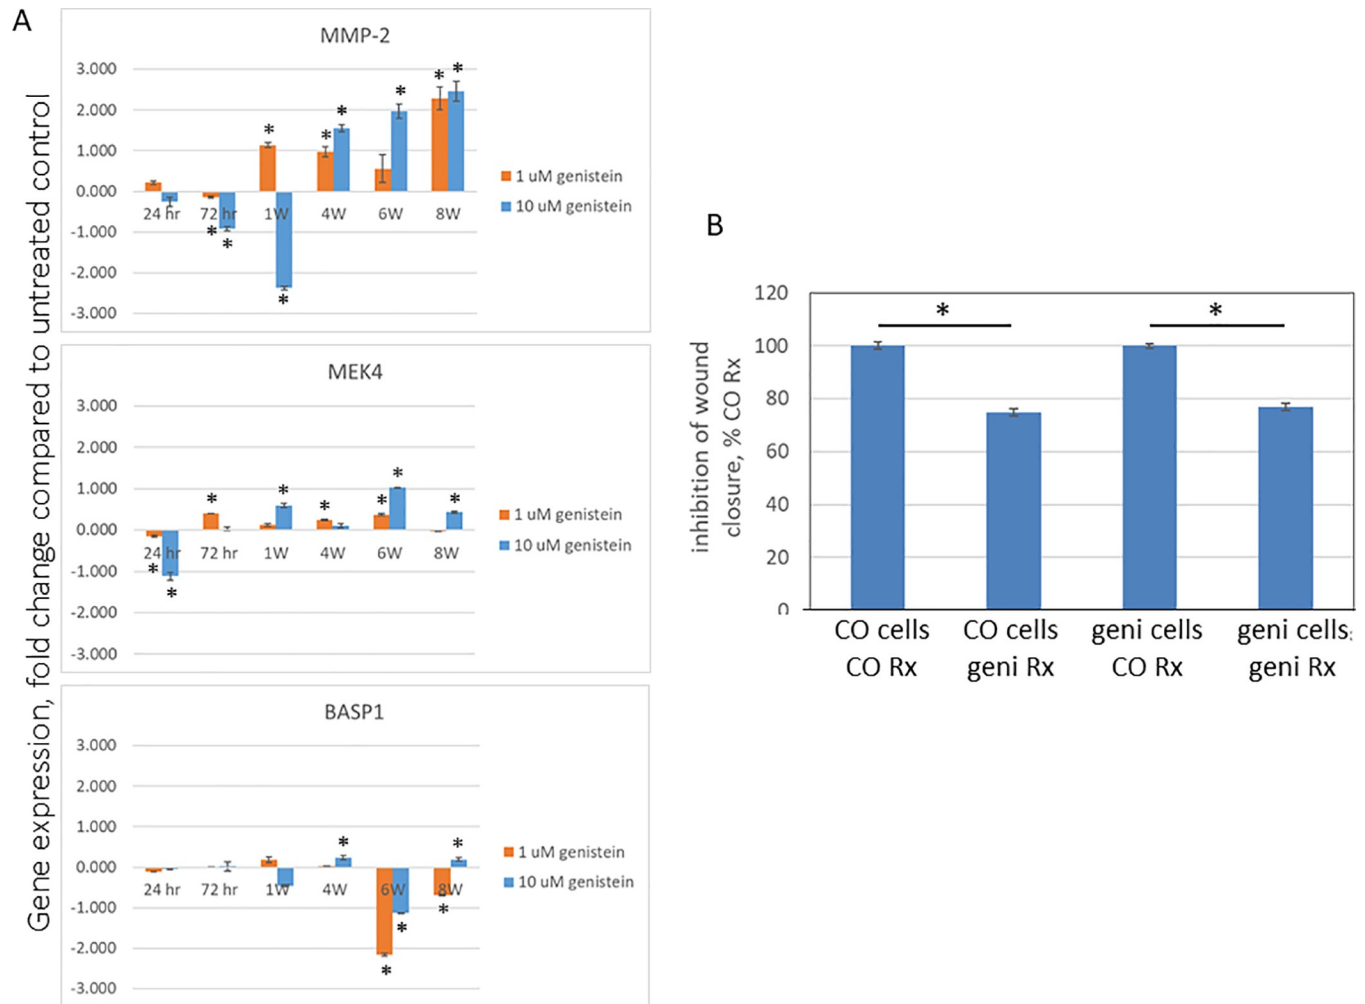 A
Gene expression, fold change compared to untreated control
MMP-2
3.000
2.000
1.000
0.000
-1.000
-2.000
-3.000
24 hr 72 hr 1W 4W 6W 8W
* * * * * * * * *
1 uM genistein
10 uM genistein
MEK4
3.000
2.000
1.000
0.000
-1.000
-2.000
-3.000
24 hr 72 hr 1W 4W 6W 8W
* * * * * * * *
1 uM genistein
10 uM genistein
BASP1
3.000
2.000
1.000
0.000
-1.000
-2.000
-3.000
24 hr 72 hr 1W 4W 6W 8W
* * * * *
1 uM genistein
10 uM genistein
B
inhibition of wound
closure, % CO Rx
120
100
80
60
40
20
0
* *
CO cells CO cells geni cells geni cells:
CO Rx geni Rx CO Rx geni Rx